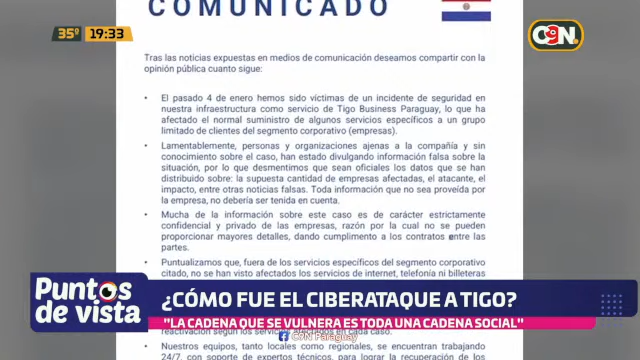 COMUNICADO
35°
19:33
C9N
Tras las noticias expuestas en medios de comunicación deseamos compartir con la
opinión pública cuanto sigue:
• El pasado 4 de enero hemos sido víctimas de un incidente de seguridad en
nuestra infraestructura como servicio de Tigo Business Paraguay, lo que ha
afectado el normal suministro de algunos servicios específicos a un grupo
limitado de clientes del segmento corporativo (empresas).
• Lamentablemente, personas y organizaciones ajenas a la compañía y sin
conocimiento sobre el caso, han estado divulgando información falsa sobre la
situación, por lo que desmentimos que sean oficiales los datos que se han
distribuido sobre: la supuesta cantidad de empresas afectadas, el atacante, el
impacto, entre otras noticias falsas. Toda información que no sea proveída por
la empresa, no debería ser tenida en cuenta.
• Mucha de la información sobre este caso es de carácter estrictamente
confidencial y privado de las empresas, razón por la cual no se pueden
proporcionar mayores detalles, dando cumplimiento a los contratos entre las
partes.
• Puntualizamos que, fuera de los servicios específicos del segmento corporativo
citado, no se han visto afectados los servicios de internet, telefonía ni billeteras
Puntos
de vista
¿CÓMO FUE EL CIBERATAQUE A TIGO?
"LA CADENA QUE SE VULNERA ES TODA UNA CADENA SOCIAL"
reactivación según los servicios afectados en cada caso.
C9N Paraguay
• Nuestros equipos, tanto locales como regionales, se encuentran trabajando
24/7, con soporte de expertos técnicos, para lograr la recuperación de los